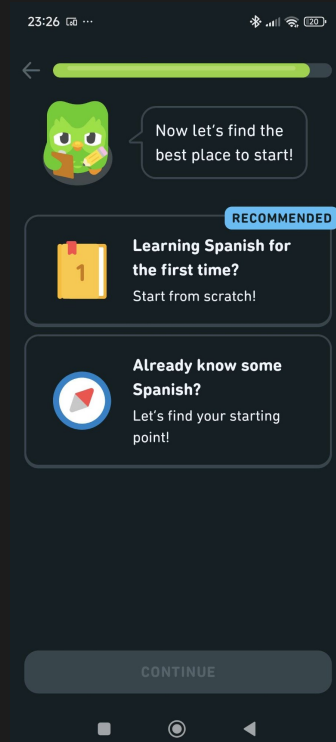 23:26 ···
20
Now let's find the
best place to start!
RECOMMENDED
1
Learning Spanish for
the first time?
Start from scratch!
Already know some
Spanish?
Let's find your starting
point!
CONTINUE